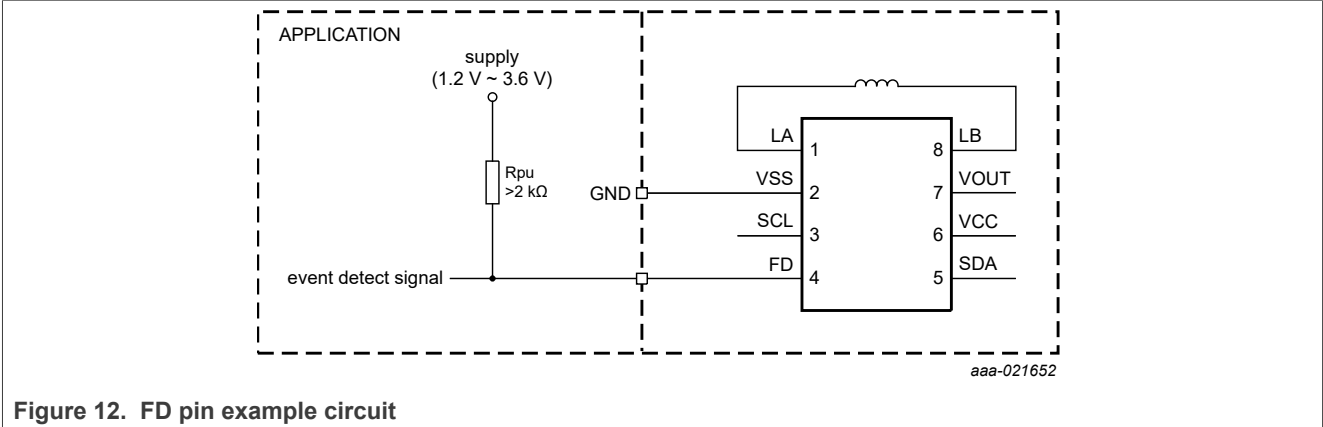 APPLICATION
supply
(1.2 V ~ 3.6 V)
Rpu
>2 kΩ
GND
event detect signal
LA
1
VSS
2
SCL
3
FD
4
LB
8
VOUT
7
VCC
6
SDA
5
aaa-021652
Figure 12. FD pin example circuit